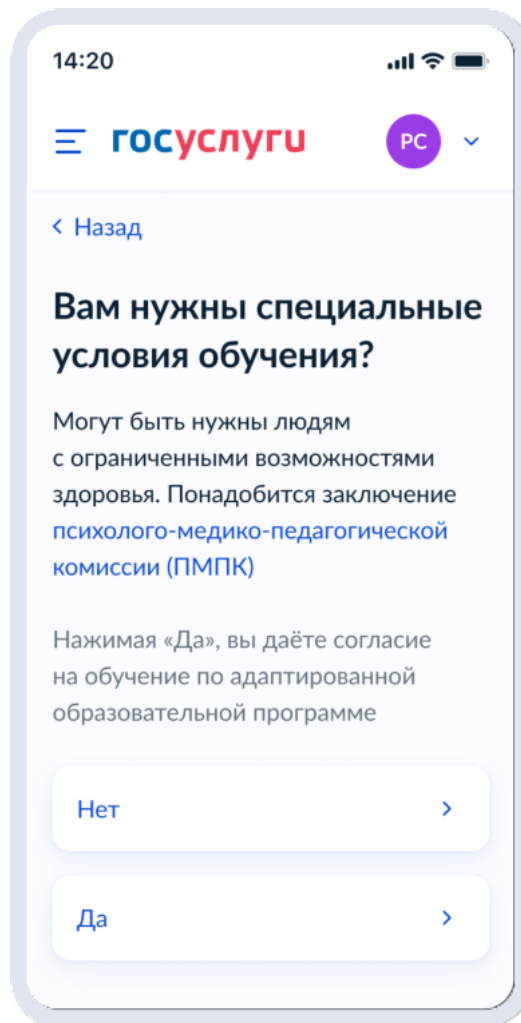 14:20
госуслуги
РС
Назад
Вам нужны специальные
условия обучения?
Могут быть нужны людям
с ограниченными возможностями
здоровья. Понадобится заключение
психолого-медико-педагогической
комиссии (ПМПК)
Нажимая «Да», вы даёте согласие
на обучение по адаптированной
образовательной программе
Нет
Да